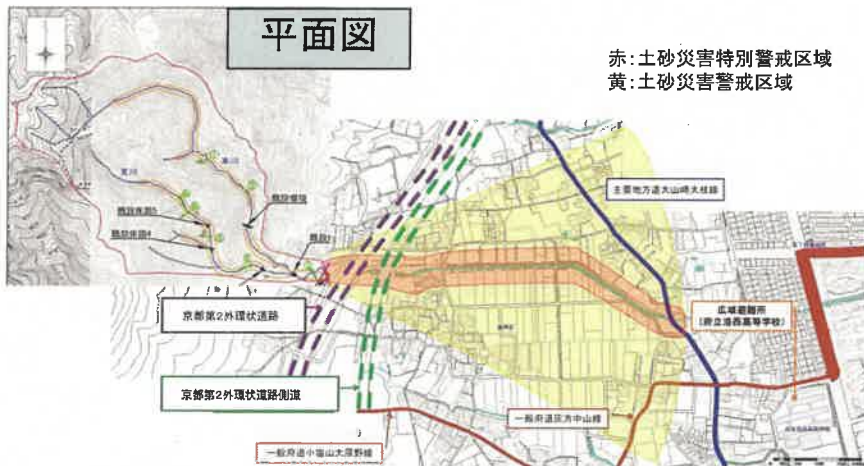 平面図
赤:土砂災害特別警戒区域
黄:土砂災害警戒区域
主要地方道大山崎大枝線
京都第2外環状道路
広域避難所
(府立洛西高等学校)
京都第2外環状道路側道
一般府道灰方中山線
一般府道小塩山大原野線